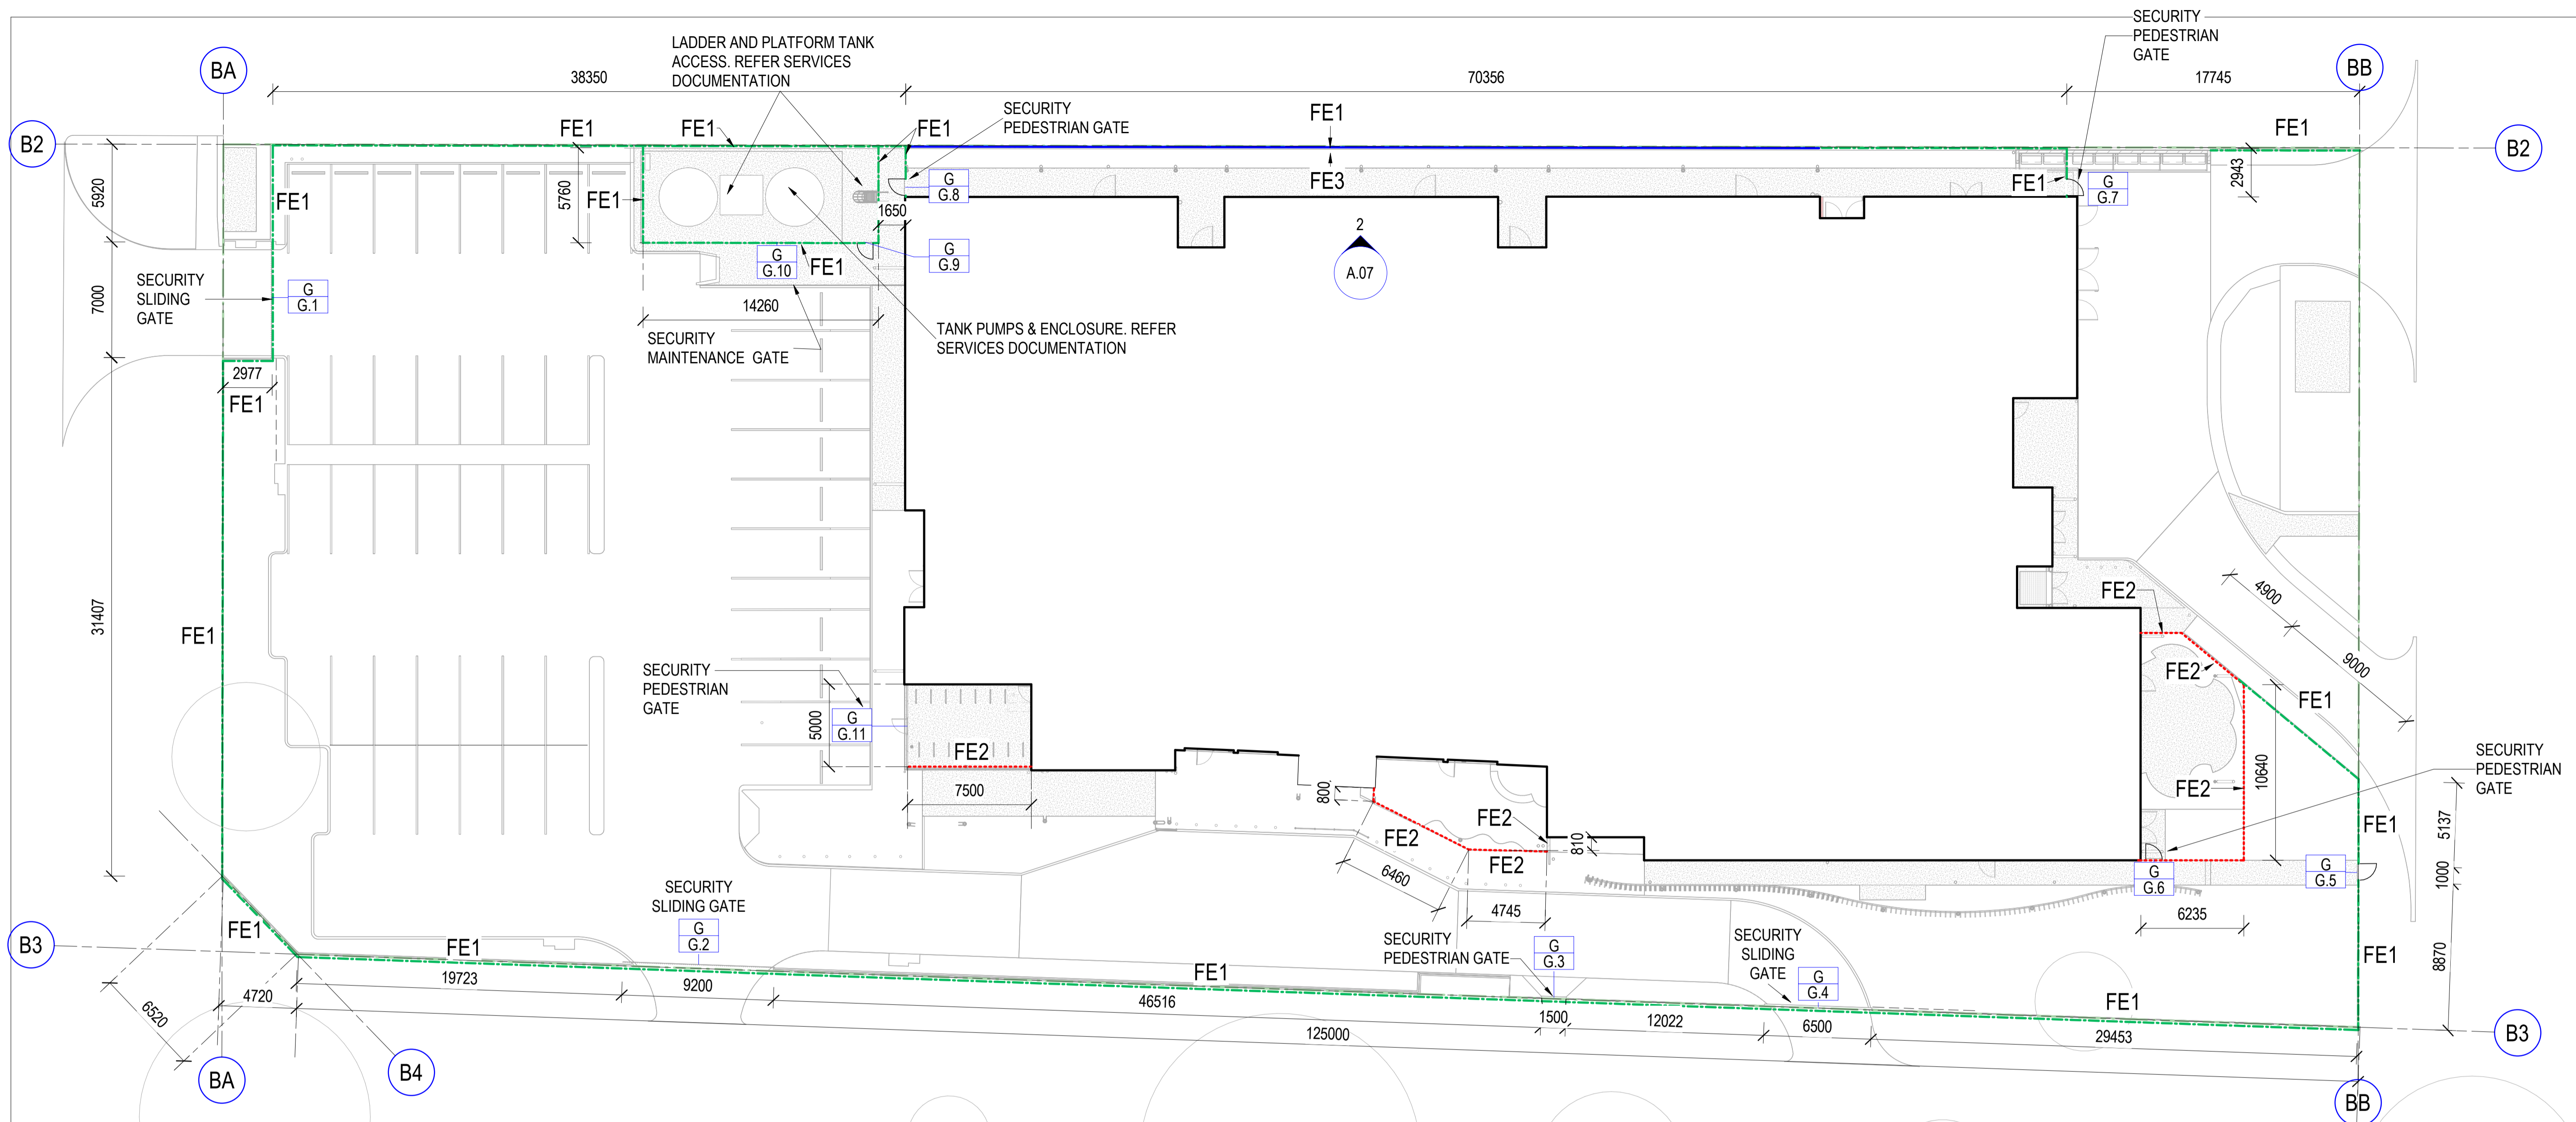 SECURITY
PEDESTRIAN
GATE
LADDER AND PLATFORM TANK
ACCESS. REFER SERVICES
DOCUMENTATION
BA
38350
70356
17745
BB
SECURITY
PEDESTRIAN GATE
FE1
FE1
FE1
FE1
FE1
FE1
B2
B2
5920
FE1
5760
FE1
G
G.8
FE3
FE1
G
G.7
2943
1650
2
A.07
G
G.10
FE1
G
G.9
SECURITY
SLIDING
GATE
G
G.1
7000
14260
SECURITY
MAINTENANCE GATE
TANK PUMPS & ENCLOSURE. REFER
SERVICES DOCUMENTATION
2977
FE1
31407
FE1
FE2
4900
9000
FE2
FE1
SECURITY
PEDESTRIAN
GATE
5000
G
G.11
FE2
7500
800
FE2
FE2
FE2
810
6460
4745
FE2
10640
SECURITY
PEDESTRIAN
GATE
FE1
5137
1000
G
G.5
G
G.6
6235
8870
FE1
SECURITY
SLIDING GATE
G
G.2
FE1
FE1
B3
19723
9200
4720
6520
46516
FE1
SECURITY
PEDESTRIAN GATE
G
G.3
SECURITY
SLIDING
GATE
G
G.4
FE1
1500
12022
6500
29453
125000
B3
BA
B4
BB